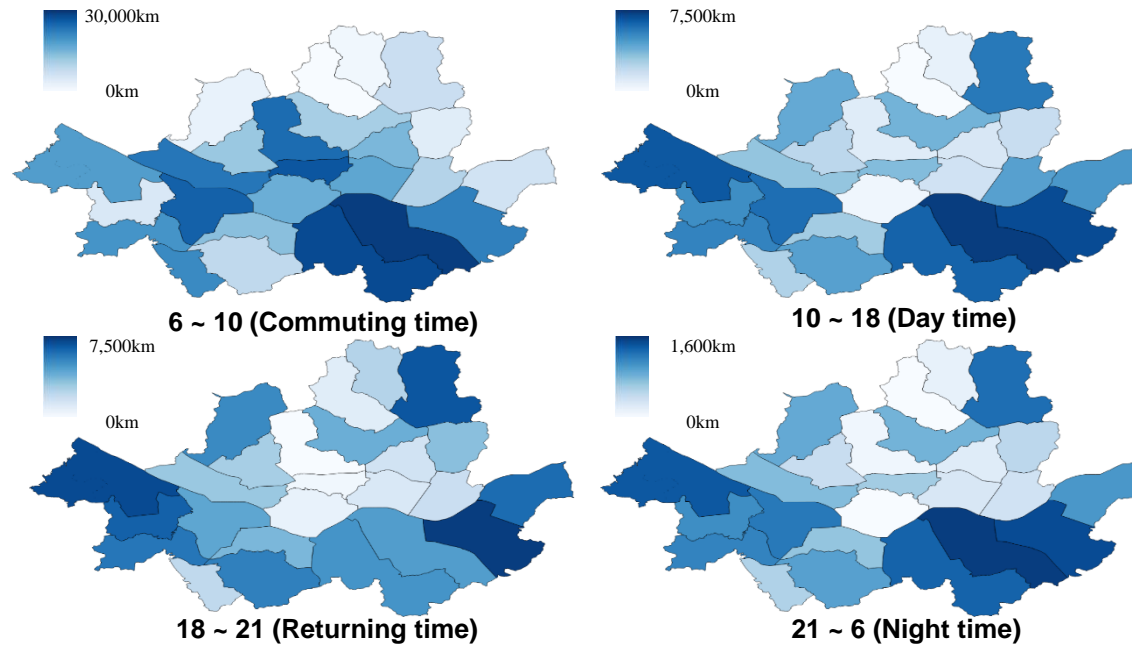 30,000km
0km
6 ~ 10 (Commuting time)
7,500km
0km
10 ~ 18 (Day time)
7,500km
0km
18 ~ 21 (Returning time)
1,600km
0km
21 ~ 6 (Night time)